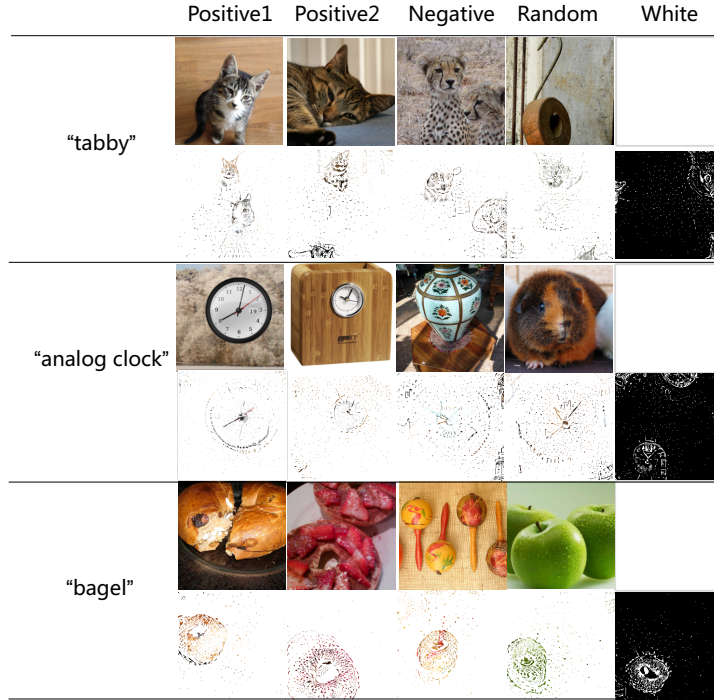 Positive1 Positive2 Negative Random White
“tabby”
“analog clock”
“bagel”